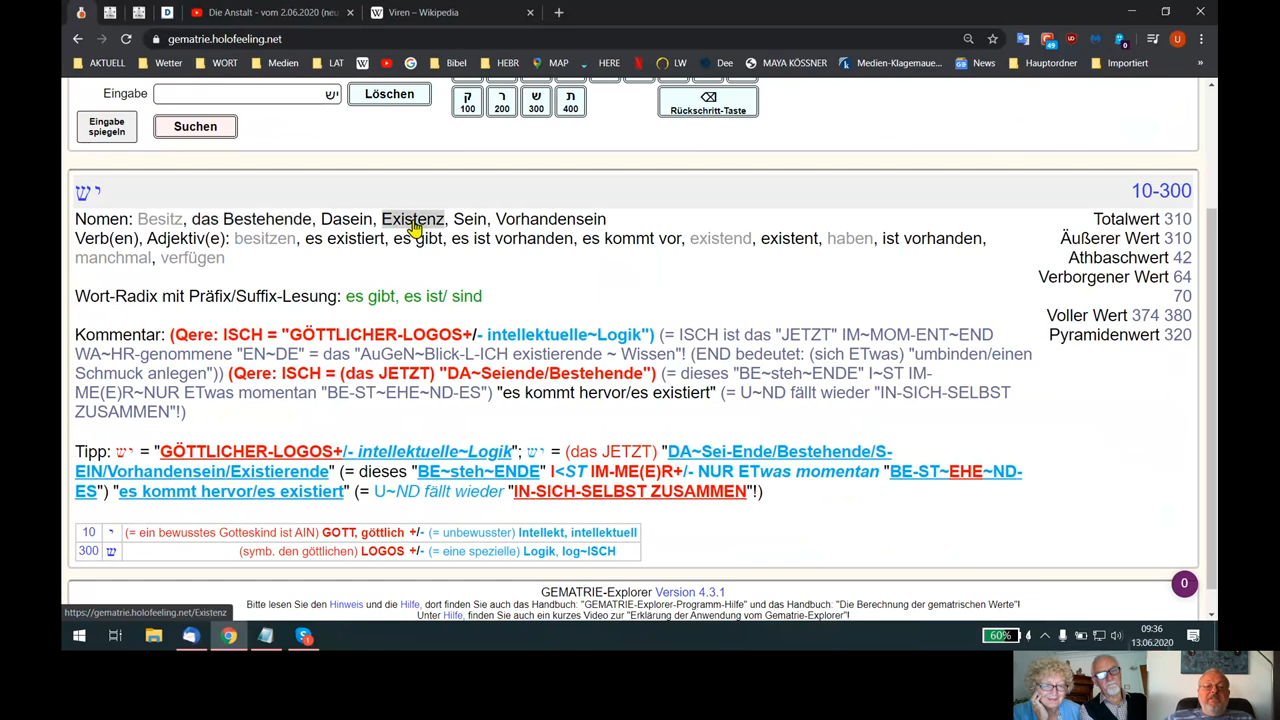 Die Anstalt - vom 2.06.2020 (neu
Viren – Wikipedia
gematrie.holofeeling.net
AKTUELL
Wetter
WORT
Medien
LAT
Bibel
HEBR
MAP
HERE
LW
Dee
MAYA KÖSSNER
Medien-Klagemaue...
News
Hauptordner
Importiert
Eingabe
יש
Löschen
ק
ר
ש
ת
100
200
300
400
Rückschritt-Taste
Eingabe
spiegeln
Suchen
יש
10-300
Nomen: Besitz, das Bestehende, Dasein, Existenz, Sein, Vorhandensein
Totalwert 310
Verb(en), Adjektiv(e): besitzen, es existiert, es gibt, es ist vorhanden, es kommt vor, existend, existent, haben, ist vorhanden,
Äußerer Wert 310
manchmal, verfügen
Athbaschwert 42
Verborgener Wert 64
Wort-Radix mit Präfix/Suffix-Lesung: es gibt, es ist/ sind
70
Voller Wert 374 380
Kommentar: (Qere: ISCH = "GÖTTLICHER-LOGOS+/- intellektuelle~Logik") (= ISCH ist das "JETZT" IM~MOM-ENT~END
Pyramidenwert 320
WA~HR-genommene "EN~DE" = das "AuGeN~Blick-L-ICH existierende ~ Wissen"! (END bedeutet: (sich ETwas) "umbinden/einen
Schmuck anlegen")) (Qere: ISCH = (das JETZT) "DA~Seiende/Bestehende") (= dieses "BE~steh~ENDE" I~ST IM-
ME(E)R~NUR ETwas momentan "BE-ST~EHE~ND-ES") "es kommt hervor/es existiert" (= U~ND fällt wieder "IN-SICH-SELBST
ZUSAMMEN"!)
Tipp: יש = "GÖTTLICHER-LOGOS+/- intellektuelle~Logik"; יש = (das JETZT) "DA~Sei-Ende/Bestehende/S-
EIN/Vorhandensein/Existierende" (= dieses "BE~steh~ENDE" I<ST IM-ME(E)R+/- NUR ETwas momentan "BE-ST~EHE~ND-
ES") "es kommt hervor/es existiert" (= U~ND fällt wieder "IN-SICH-SELBST ZUSAMMEN"!)
10 י (= ein bewusstes Gotteskind ist AIN) GOTT, göttlich +/- (= unbewusster) Intellekt, intellektuell
300 ש (symb. den göttlichen) LOGOS +/- (= eine spezielle) Logik, log~ISCH
0
GEMATRIE-Explorer Version 4.3.1
Bitte lesen Sie den Hinweis und die Hilfe, dort finden Sie auch das Handbuch: "GEMATRIE-Explorer-Programm-Hilfe" und das Handbuch: "Die Berechnung der gematrischen Werte"!
Unter Hilfe, finden Sie auch ein kurzes Video zur "Erklärung der Anwendung vom Gematrie-Explorer"!
https://gematrie.holofeeling.net/Existenz
60%
09:36
13.06.2020